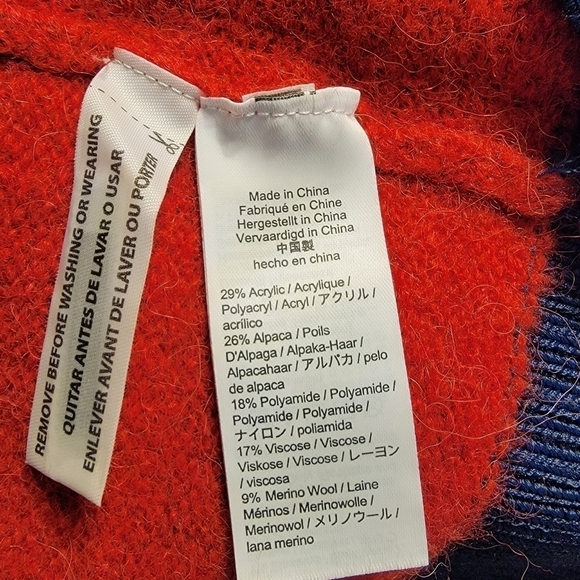 REMOVE BEFORE WASHING OR WEARING
QUITAR ANTES DE LAVAR O USAR
ENLEVER AVANT DE LAVER OU PORTER
Made in China
Fabriqué en Chine
Hergestellt in China
Vervaardigd in China
中国製
hecho en china
29% Acrylic / Acrylique /
Polyacryl / Acryl / アクリル /
acrílico
26% Alpaca / Poils
D'Alpaga / Alpaka-Haar /
Alpacahaar / アルパカ / pelo
de alpaca
18% Polyamide / Polyamide /
Polyamide / Polyamide /
ナイロン / poliamida
17% Viscose / Viscose /
Viskose / Viscose / レーヨン
/ viscosa
9% Merino Wool / Laine
Mérinos / Merinowolle /
Merinowol / メリノウール /
lana merino